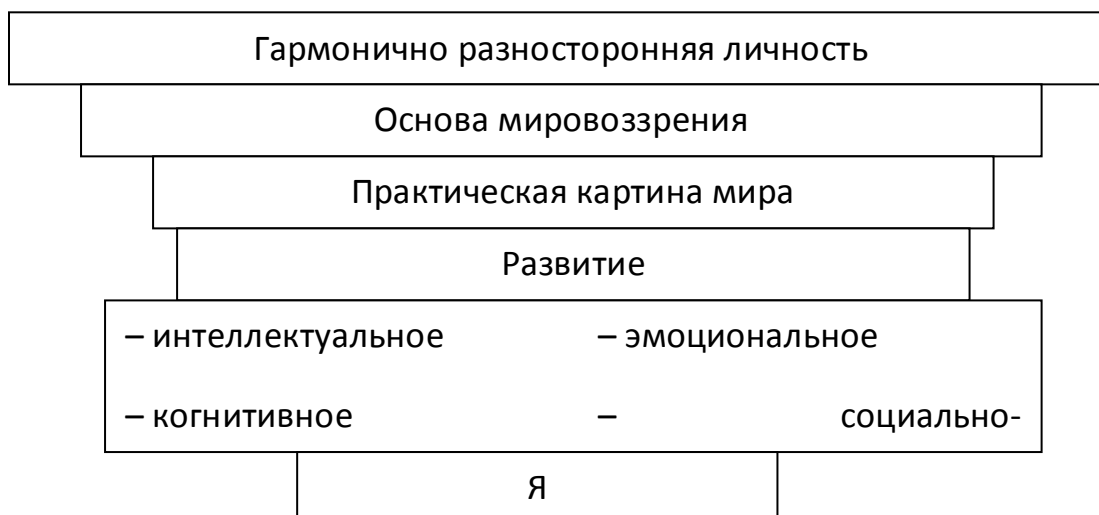 Гармонично разносторонняя личность
Основа мировоззрения
Практическая картина мира
Развитие
– интеллектуальное – эмоциональное
– когнитивное – социально-
Я